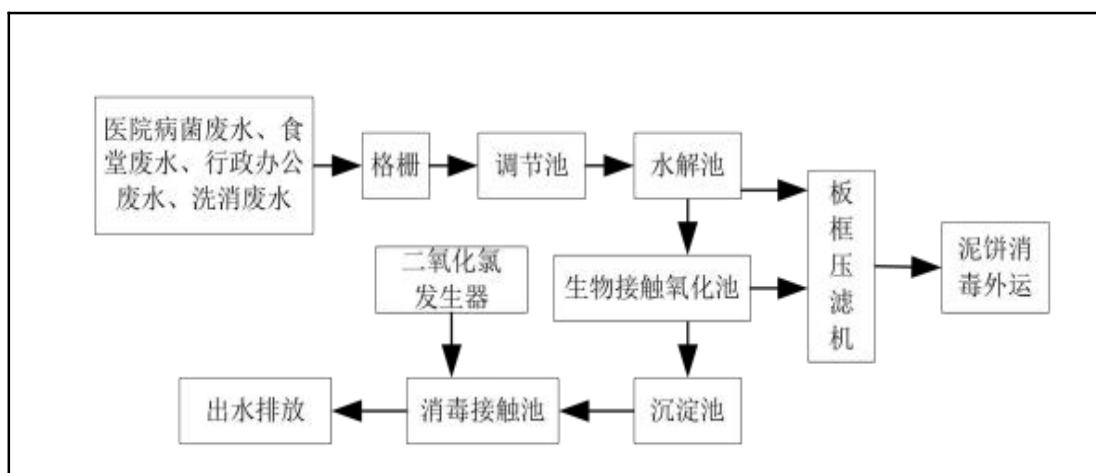 医院病菌废水、食
堂废水、行政办公
废水、洗消废水
格栅
调节池
水解池
板
框
压
滤
机
泥饼消
毒外运
二氧化氯
发生器
生物接触氧化池
出水排放
消毒接触池
沉淀池